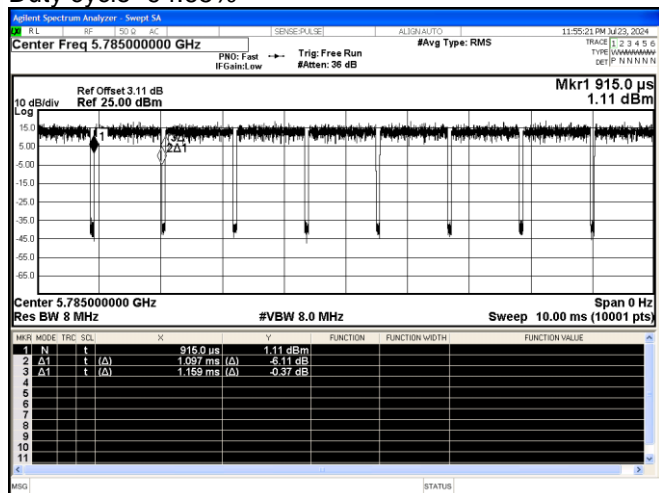 Agilent Spectrum Analyzer - Swept SA
RL RF 50 Ω AC SENSE:PULSE ALIGNAUTO 11:55:21 PM Jul 23, 2024
Center Freq 5.785000000 GHz #Avg Type: RMS TRACE 1 2 3 4 5 6
PNO: Fast Trig: Free Run TYPE WWWWWW
IFGain:Low #Atten: 36 dB DET P N N N N N
Mkr1 915.0 µs
Ref Offset 3.11 dB
10 dB/div Ref 25.00 dBm 1.11 dBm
Log
15.0
5.00
-5.00
-15.0
-25.0
-35.0
-45.0
-55.0
-65.0
1
3Δ1
2Δ1
Center 5.785000000 GHz Span 0 Hz
Res BW 8 MHz #VBW 8.0 MHz Sweep 10.00 ms (10001 pts)
MKR MODE TRC SCL X Y FUNCTION FUNCTION WIDTH FUNCTION VALUE
1 N t 915.0 µs 1.11 dBm
2 Δ1 t (Δ) 1.097 ms (Δ) -6.11 dB
3 Δ1 t (Δ) 1.159 ms (Δ) -0.37 dB
4
5
6
7
8
9
10
11
MSG STATUS